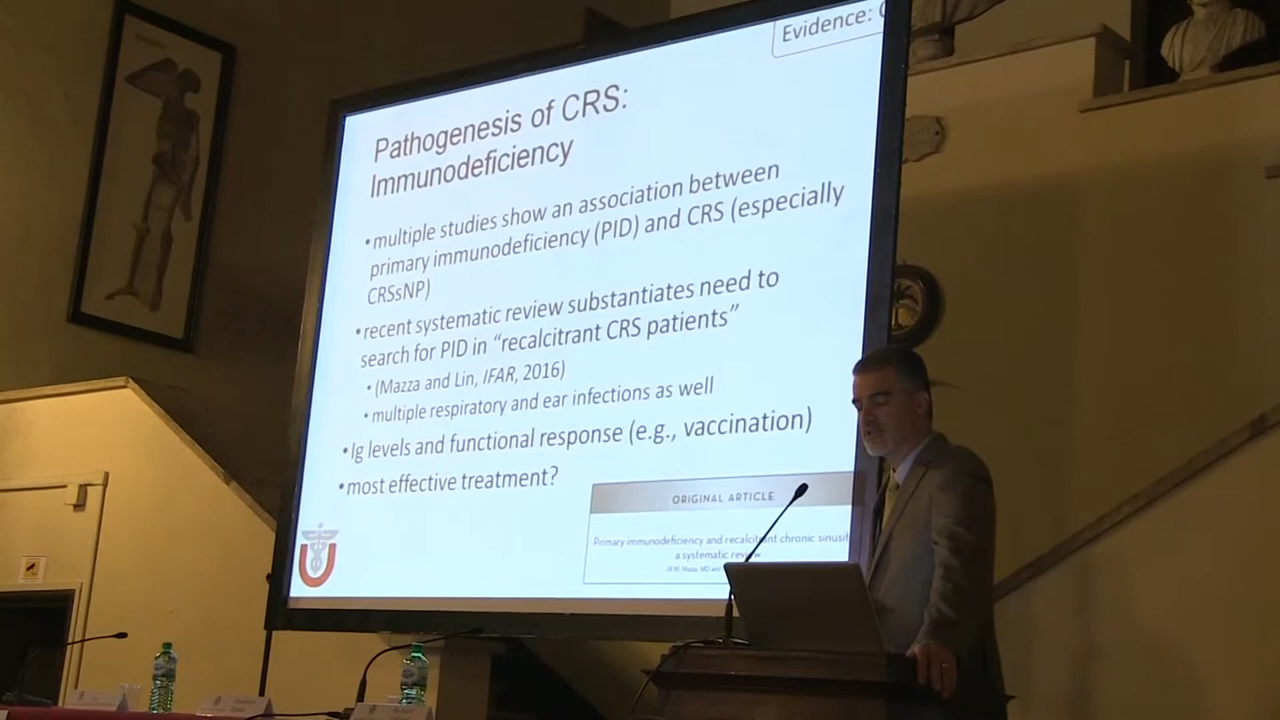 Evidence:
Pathogenesis of CRS:
Immunodeficiency
•multiple studies show an association between
primary immunodeficiency (PID) and CRS (especially
CRSsNP)
•recent systematic review substantiates need to
search for PID in “recalcitrant CRS patients”
• (Mazza and Lin, IFAR, 2016)
• multiple respiratory and ear infections as well
•Ig levels and functional response (e.g., vaccination)
•most effective treatment?
ORIGINAL ARTICLE
Primary immunodeficiency and recalcitrant chronic sinusit
a systematic review
MD and